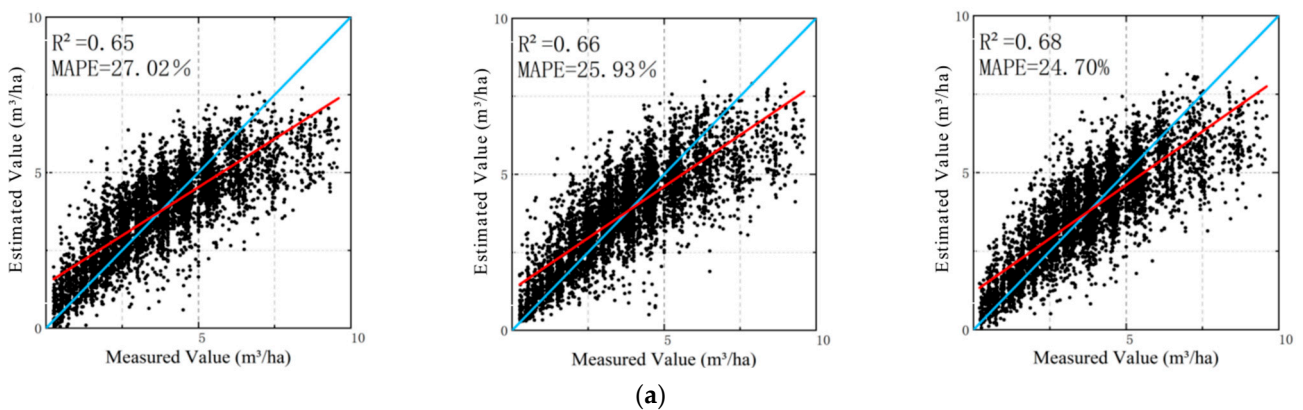 10
R²=0.65
MAPE=27.02%
Estimated Value (m³/ha)
5
0
5
10
Measured Value (m³/ha)
10
R²=0.66
MAPE=25.93%
Estimated Value (m³/ha)
5
0
5
10
Measured Value (m³/ha)
10
R²=0.68
MAPE=24.70%
Estimated Value (m³/ha)
5
0
5
10
Measured Value (m³/ha)
(a)